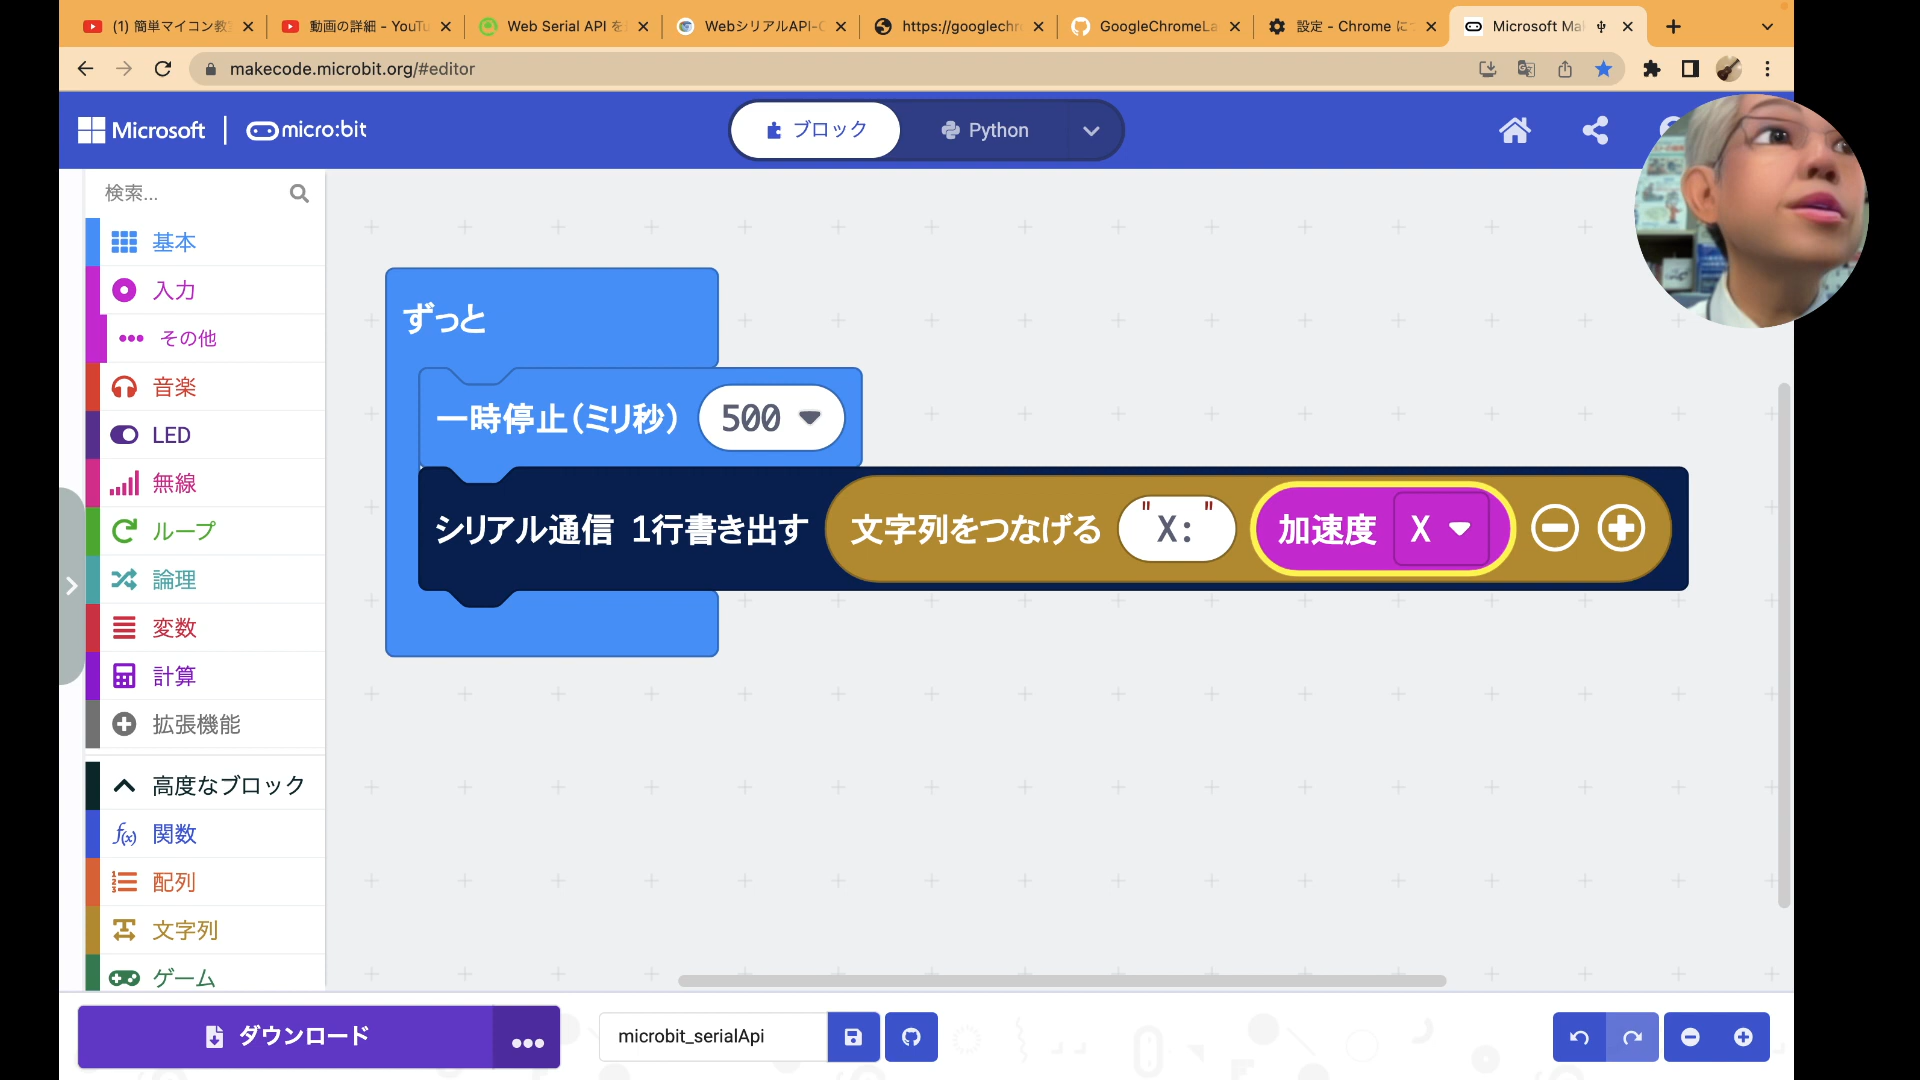 (1) 簡単マイコン教
動画の詳細 - YouTu
Web Serial API を
WebシリアルAPI-C
https://googlechr
GoogleChromeLa
設定 - Chrome に
Microsoft Ma
makecode.microbit.org/#editor
Microsoft
micro:bit
ブロック
Python
検索...
基本
入力
その他
音楽
LED
無線
ループ
論理
変数
計算
拡張機能
高度なブロック
関数
配列
文字列
ゲーム
ずっと
一時停止(ミリ秒) 500
シリアル通信 1行書き出す 文字列をつなげる "X:" 加速度 X
ダウンロード
microbit_serialApi